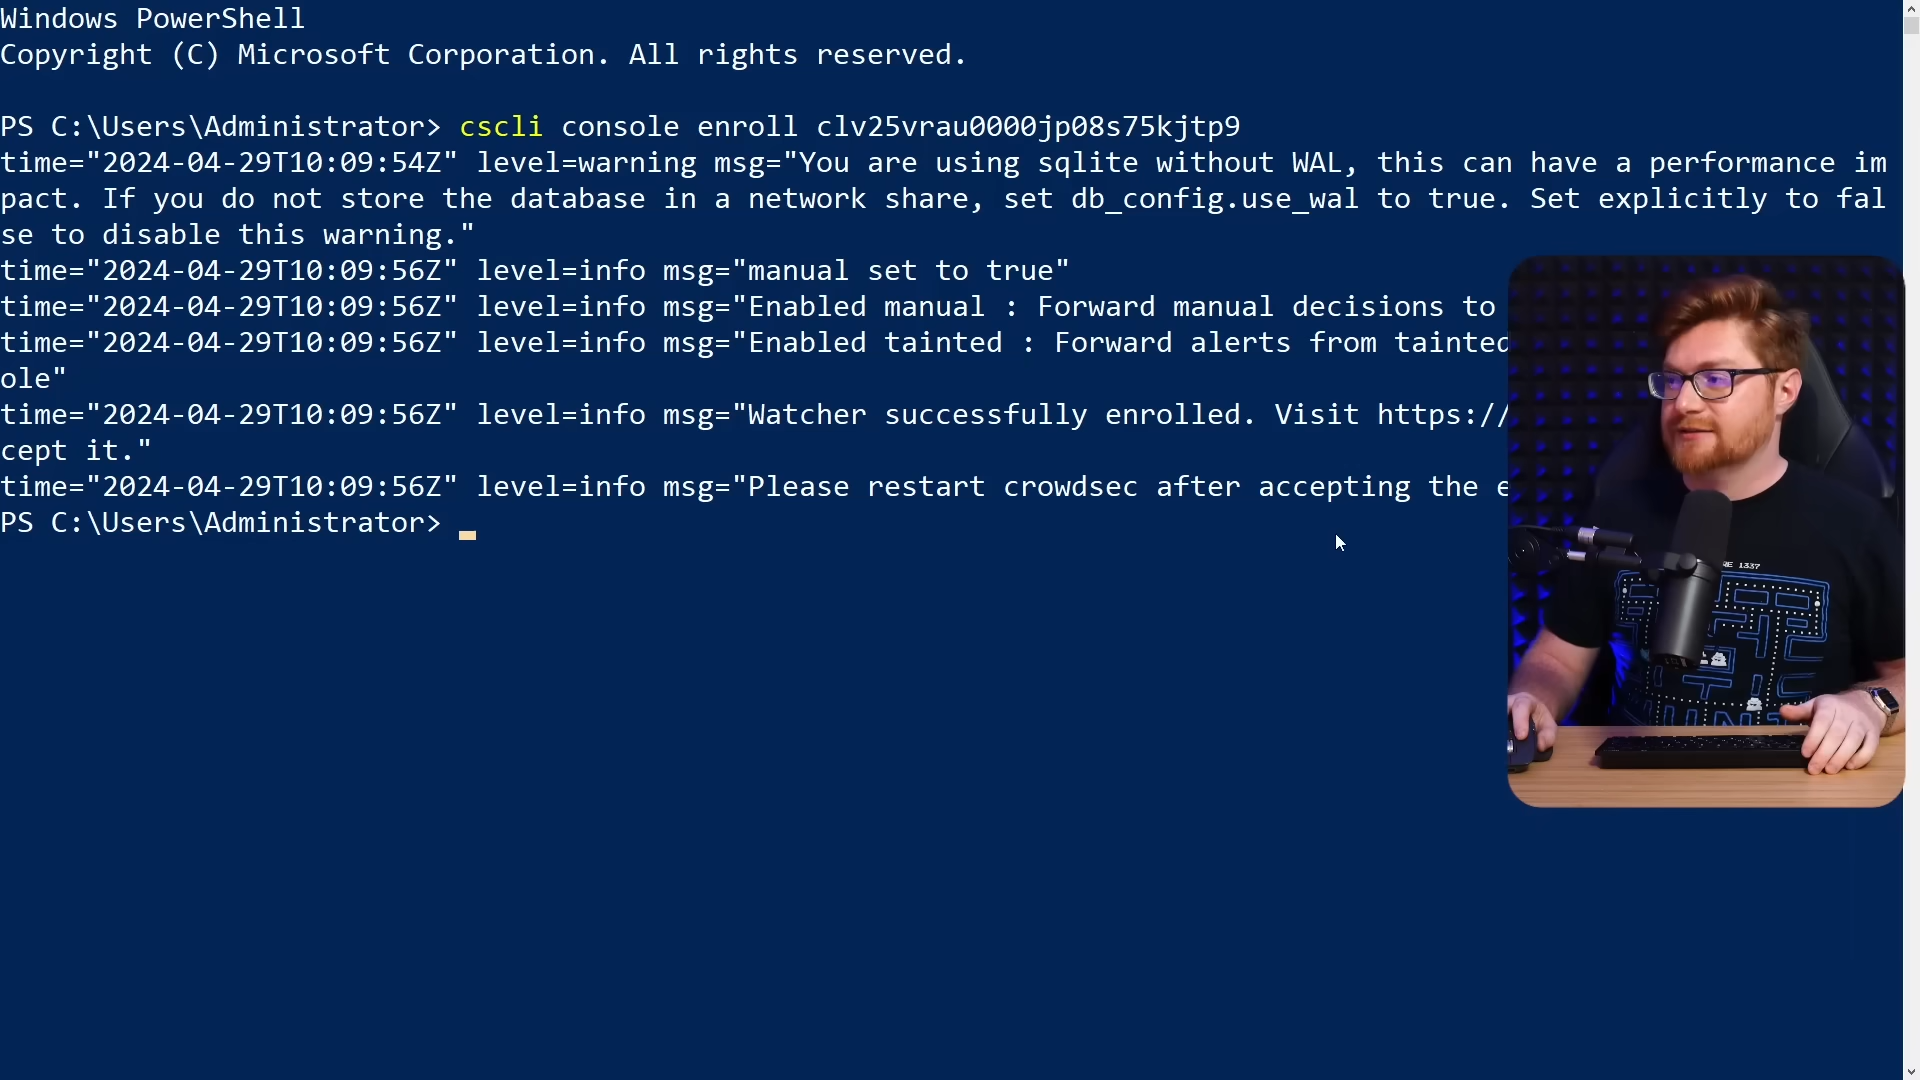 Windows PowerShell
Copyright (C) Microsoft Corporation. All rights reserved.
PS C:\Users\Administrator> cscli console enroll clv25vrau0000jp08s75kjtp9
time="2024-04-29T10:09:54Z" level=warning msg="You are using sqlite without WAL, this can have a performance im
pact. If you do not store the database in a network share, set db_config.use_wal to true. Set explicitly to fal
se to disable this warning."
time="2024-04-29T10:09:56Z" level=info msg="manual set to true"
time="2024-04-29T10:09:56Z" level=info msg="Enabled manual : Forward manual decisions to
time="2024-04-29T10:09:56Z" level=info msg="Enabled tainted : Forward alerts from tainted
ole"
time="2024-04-29T10:09:56Z" level=info msg="Watcher successfully enrolled. Visit https://
cept it."
time="2024-04-29T10:09:56Z" level=info msg="Please restart crowdsec after accepting the e
PS C:\Users\Administrator>
1337